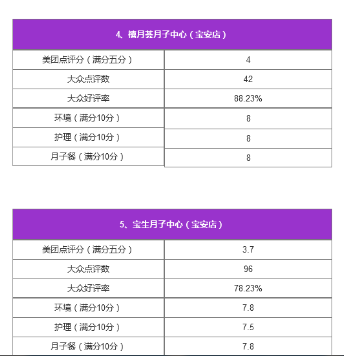 4、禧月荟月子中心（宝安店）
美团点评分（满分五分） 4
大众点评数 42
大众好评率 88.23%
环境（满分10分） 8
护理（满分10分） 8
月子餐（满分10分） 8
5、宝生月子中心（宝安店）
美团点评分（满分五分） 3.7
大众点评数 96
大众好评率 78.23%
环境（满分10分） 7.8
护理（满分10分） 7.5
月子餐（满分10分） 7.8